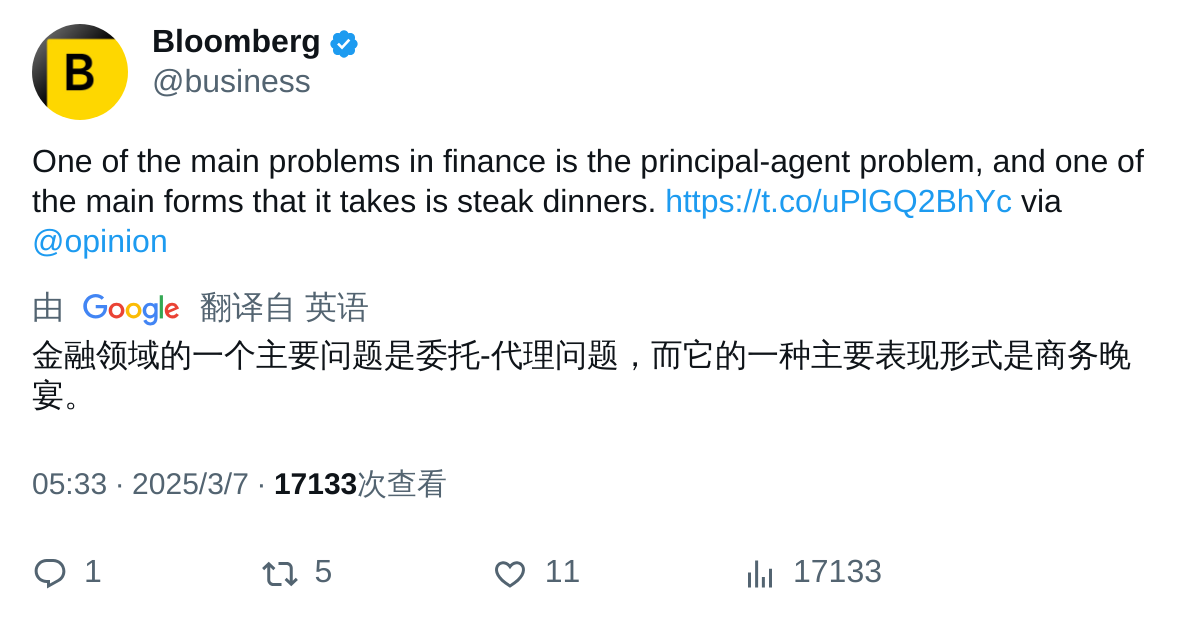 B
Bloomberg
@business
One of the main problems in finance is the principal-agent problem, and one of
the main forms that it takes is steak dinners. https://t.co/uPlGQ2BhYc via
@opinion
由 Google 翻译自 英语
金融领域的一个主要问题是委托-代理问题，而它的一种主要表现形式是商务晚
宴。
05:33 · 2025/3/7 · 17133次查看
1 5 11 17133